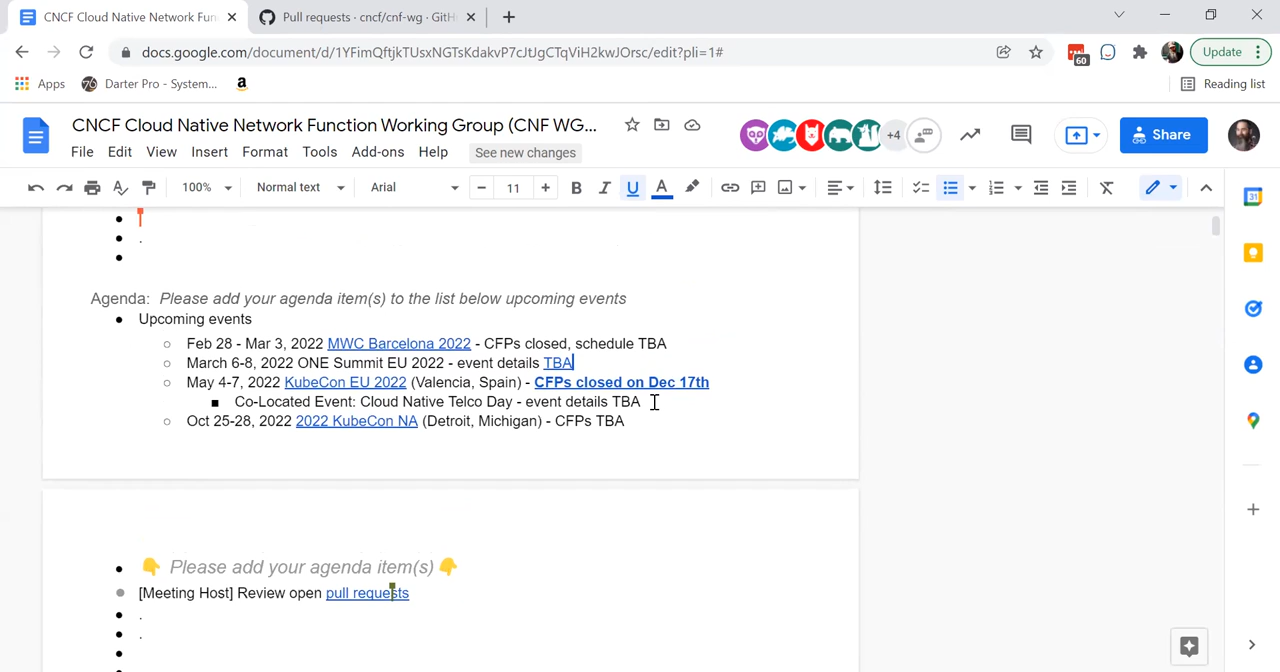 CNCF Cloud Native Network Fun
Pull requests · cncf/cnf-wg · GitH
docs.google.com/document/d/1YFimQftjkTUsxNGTsKdakvP7cJtJgCTqViH2kwJOrsc/edit?pli=1#
60
Update
Apps
76
Darter Pro - System...
a
Reading list
CNCF Cloud Native Network Function Working Group (CNF WG...
+4
Share
File Edit View Insert Format Tools Add-ons Help See new changes
100% Normal text Arial 11 B I U A
31
.
Agenda: Please add your agenda item(s) to the list below upcoming events
Upcoming events
Feb 28 - Mar 3, 2022 MWC Barcelona 2022 - CFPs closed, schedule TBA
March 6-8, 2022 ONE Summit EU 2022 - event details TBA
May 4-7, 2022 KubeCon EU 2022 (Valencia, Spain) - CFPs closed on Dec 17th
Co-Located Event: Cloud Native Telco Day - event details TBA
Oct 25-28, 2022 2022 KubeCon NA (Detroit, Michigan) - CFPs TBA
👇 Please add your agenda item(s) 👇
[Meeting Host] Review open pull requests
.
.